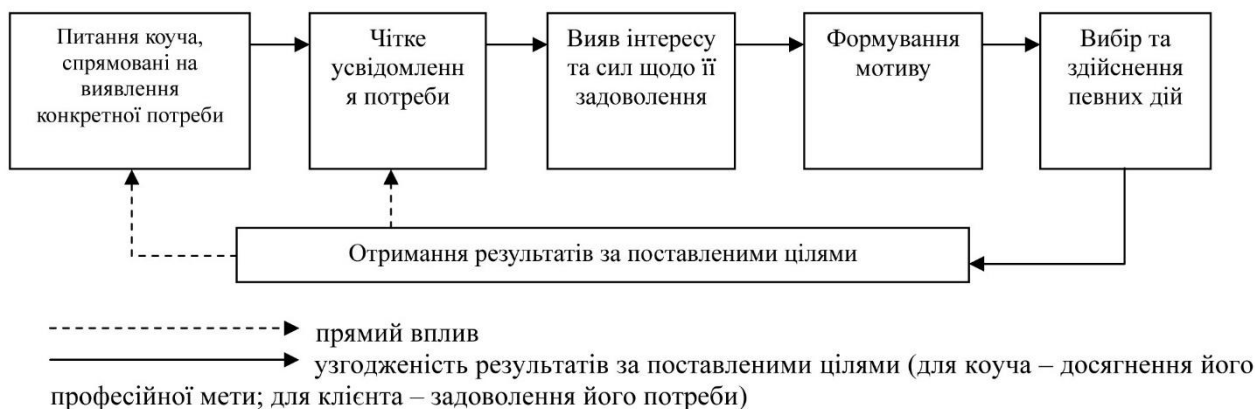 Питання коуча,
спрямовані на
виявлення
конкретної потреби
Чітке
усвідомленн
я потреби
Вияв інтересу
та сил щодо її
задоволення
Формування
мотиву
Вибір та
здійснення
певних дій
Отримання результатів за поставленими цілями
прямий вплив
узгодженість результатів за поставленими цілями (для коуча – досягнення його
професійної мети; для клієнта – задоволення його потреби)